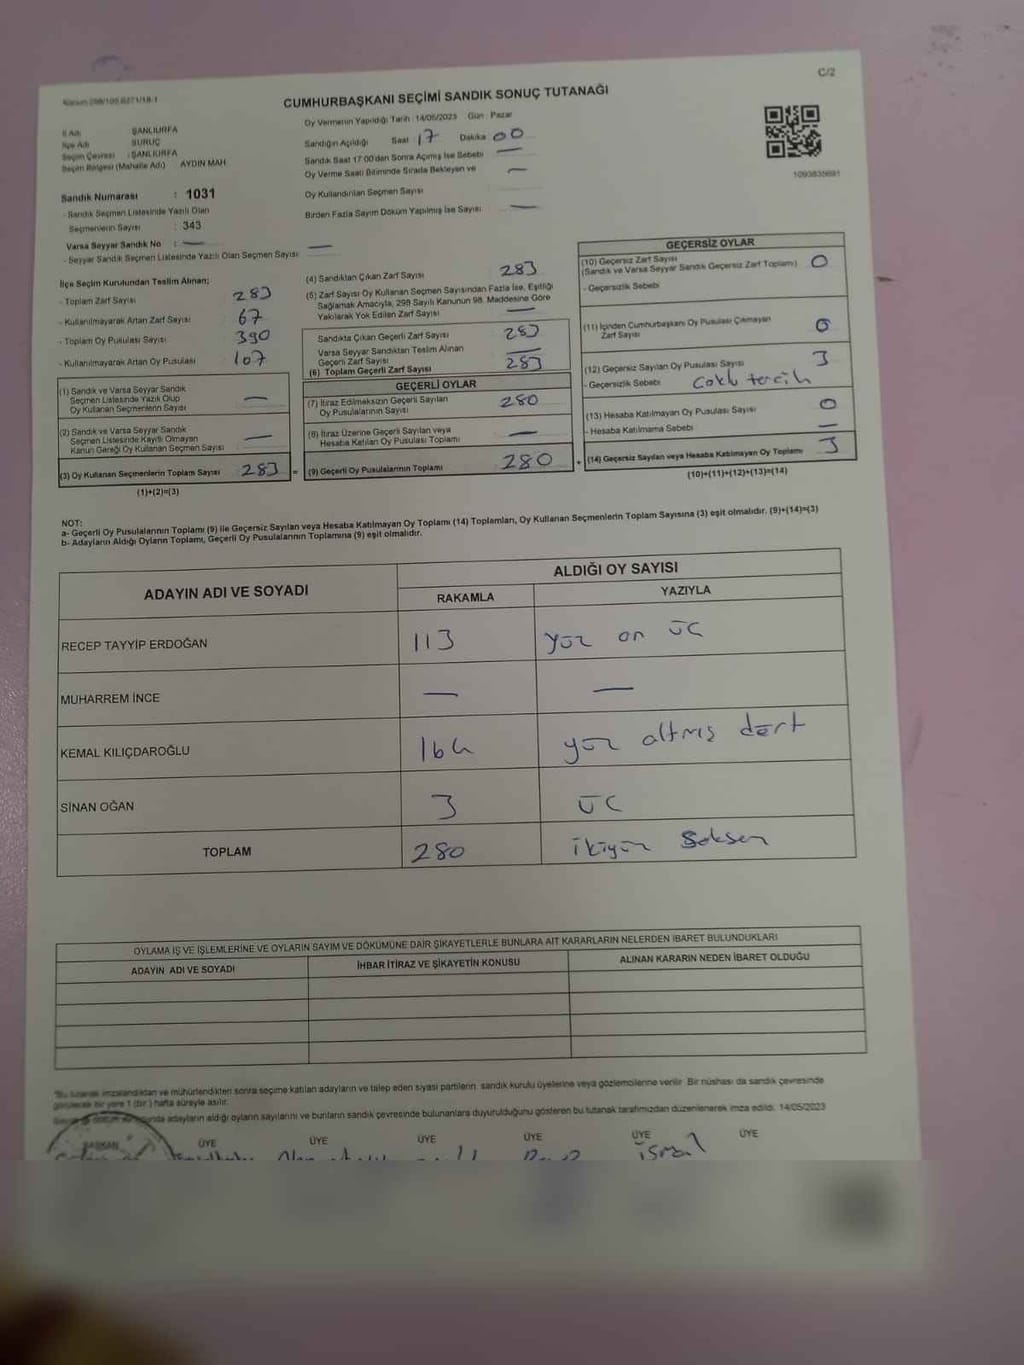 C/2
CUMHURBAŞKANI SEÇİMİ SANDIK SONUÇ TUTANAĞI
İl Adı ŞANLIURFA
İlçe Adı SURUÇ
Seçim Çevresi : ŞANLIURFA
Seçim Bölgesi (Mahalle Adı) AYDIN MAH
Sandık Numarası : 1031
- Sandık Seçmen Listesinde Yazılı Olan
Seçmenlerin Sayısı : 343
Varsa Seyyar Sandık No : —
- Seyyar Sandık Seçmen Listesinde Yazılı Olan Seçmen Sayısı —
Oy Vermenin Yapıldığı Tarih : 14/05/2023 Gün : Pazar
Sandığın Açıldığı Saat 17 Dakika 00
Sandık Saat 17:00'den Sonra Açılmış İse Sebebi —
Oy Verme Saati Bitiminde Sırada Bekleyen ve —
Oy Kullandırılan Seçmen Sayısı
Birden Fazla Sayım Döküm Yapılmış İse Sayısı —
1093835691
İlçe Seçim Kurulundan Teslim Alınan;
- Toplam Zarf Sayısı 283
- Kullanılmayarak Artan Zarf Sayısı 67
- Toplam Oy Pusulası Sayısı 390
- Kullanılmayarak Artan Oy Pusulası 107
(1) Sandık ve Varsa Seyyar Sandık
Seçmen Listesinde Yazılı Olup
Oy Kullanan Seçmenlerin Sayısı —
(2) Sandık ve Varsa Seyyar Sandık
Seçmen Listesinde Kayıtlı Olmayan
Kanun Gereği Oy Kullanan Seçmen Sayısı —
(3) Oy Kullanan Seçmenlerin Toplam Sayısı 283 =
(1)+(2)=(3)
(4) Sandıktan Çıkan Zarf Sayısı 283
(5) Zarf Sayısı Oy Kullanan Seçmen Sayısından Fazla İse, Eşitliği
Sağlamak Amacıyla, 298 Sayılı Kanunun 98. Maddesine Göre
Yakılarak Yok Edilen Zarf Sayısı —
Sandıkta Çıkan Geçerli Zarf Sayısı 283
Varsa Seyyar Sandıktan Teslim Alınan
Geçerli Zarf Sayısı —
(6) Toplam Geçerli Zarf Sayısı 283
GEÇERLİ OYLAR
(7) İtiraz Edilmeksizin Geçerli Sayılan
Oy Pusulalarının Sayısı 280
(8) İtiraz Üzerine Geçerli Sayılan veya
Hesaba Katılan Oy Pusulası Toplamı —
(9) Geçerli Oy Pusulalarının Toplamı 280 +
GEÇERSİZ OYLAR
(10) Geçersiz Zarf Sayısı
(Sandık ve Varsa Seyyar Sandık Geçersiz Zarf Toplamı) 0
- Geçersizlik Sebebi
(11) İçinden Cumhurbaşkanı Oy Pusulası Çıkmayan
Zarf Sayısı 0
(12) Geçersiz Sayılan Oy Pusulası Sayısı 3
- Geçersizlik Sebebi Çoklu tercih
(13) Hesaba Katılmayan Oy Pusulası Sayısı 0
- Hesaba Katılmama Sebebi —
(14) Geçersiz Sayılan veya Hesaba Katılmayan Oy Toplamı 3
(10)+(11)+(12)+(13)=(14)
NOT:
a- Geçerli Oy Pusulalarının Toplamı (9) ile Geçersiz Sayılan veya Hesaba Katılmayan Oy Toplamı (14) Toplamları, Oy Kullanan Seçmenlerin Toplam Sayısına (3) eşit olmalıdır. (9)+(14)=(3)
b- Adayların Aldığı Oyların Toplamı, Geçerli Oy Pusulalarının Toplamına (9) eşit olmalıdır.
ADAYIN ADI VE SOYADI
ALDIĞI OY SAYISI
RAKAMLA YAZIYLA
RECEP TAYYİP ERDOĞAN 113 yüz on üç
MUHARREM İNCE — —
KEMAL KILIÇDAROĞLU 164 yüz altmış dört
SİNAN OĞAN 3 üç
TOPLAM 280 ikiyüz seksen
OYLAMA İŞ VE İŞLEMLERİNE VE OYLARIN SAYIM VE DÖKÜMÜNE DAİR ŞİKAYETLERLE BUNLARA AİT KARARLARIN NELERDEN İBARET BULUNDUKLARI
ADAYIN ADI VE SOYADI İHBAR İTİRAZ VE ŞİKAYETİN KONUSU ALINAN KARARIN NEDEN İBARET OLDUĞU
imzalandıktan ve mühürlendikten sonra seçime katılan adayların ve talep eden siyasi partilerin sandık kurulu üyelerine veya gözlemcilerine verilir. Bir nüshası da sandık çevresinde
yere 1 (bir) hafta süreyle asılır.
adayların aldığı oyların sayılarını ve bunların sandık çevresinde bulunanlara duyurulduğunu gösteren bu tutanak tarafımızdan düzenlenerek imza edildi. 14/05/2023
BAŞKAN ÜYE ÜYE ÜYE ÜYE ÜYE ÜYE